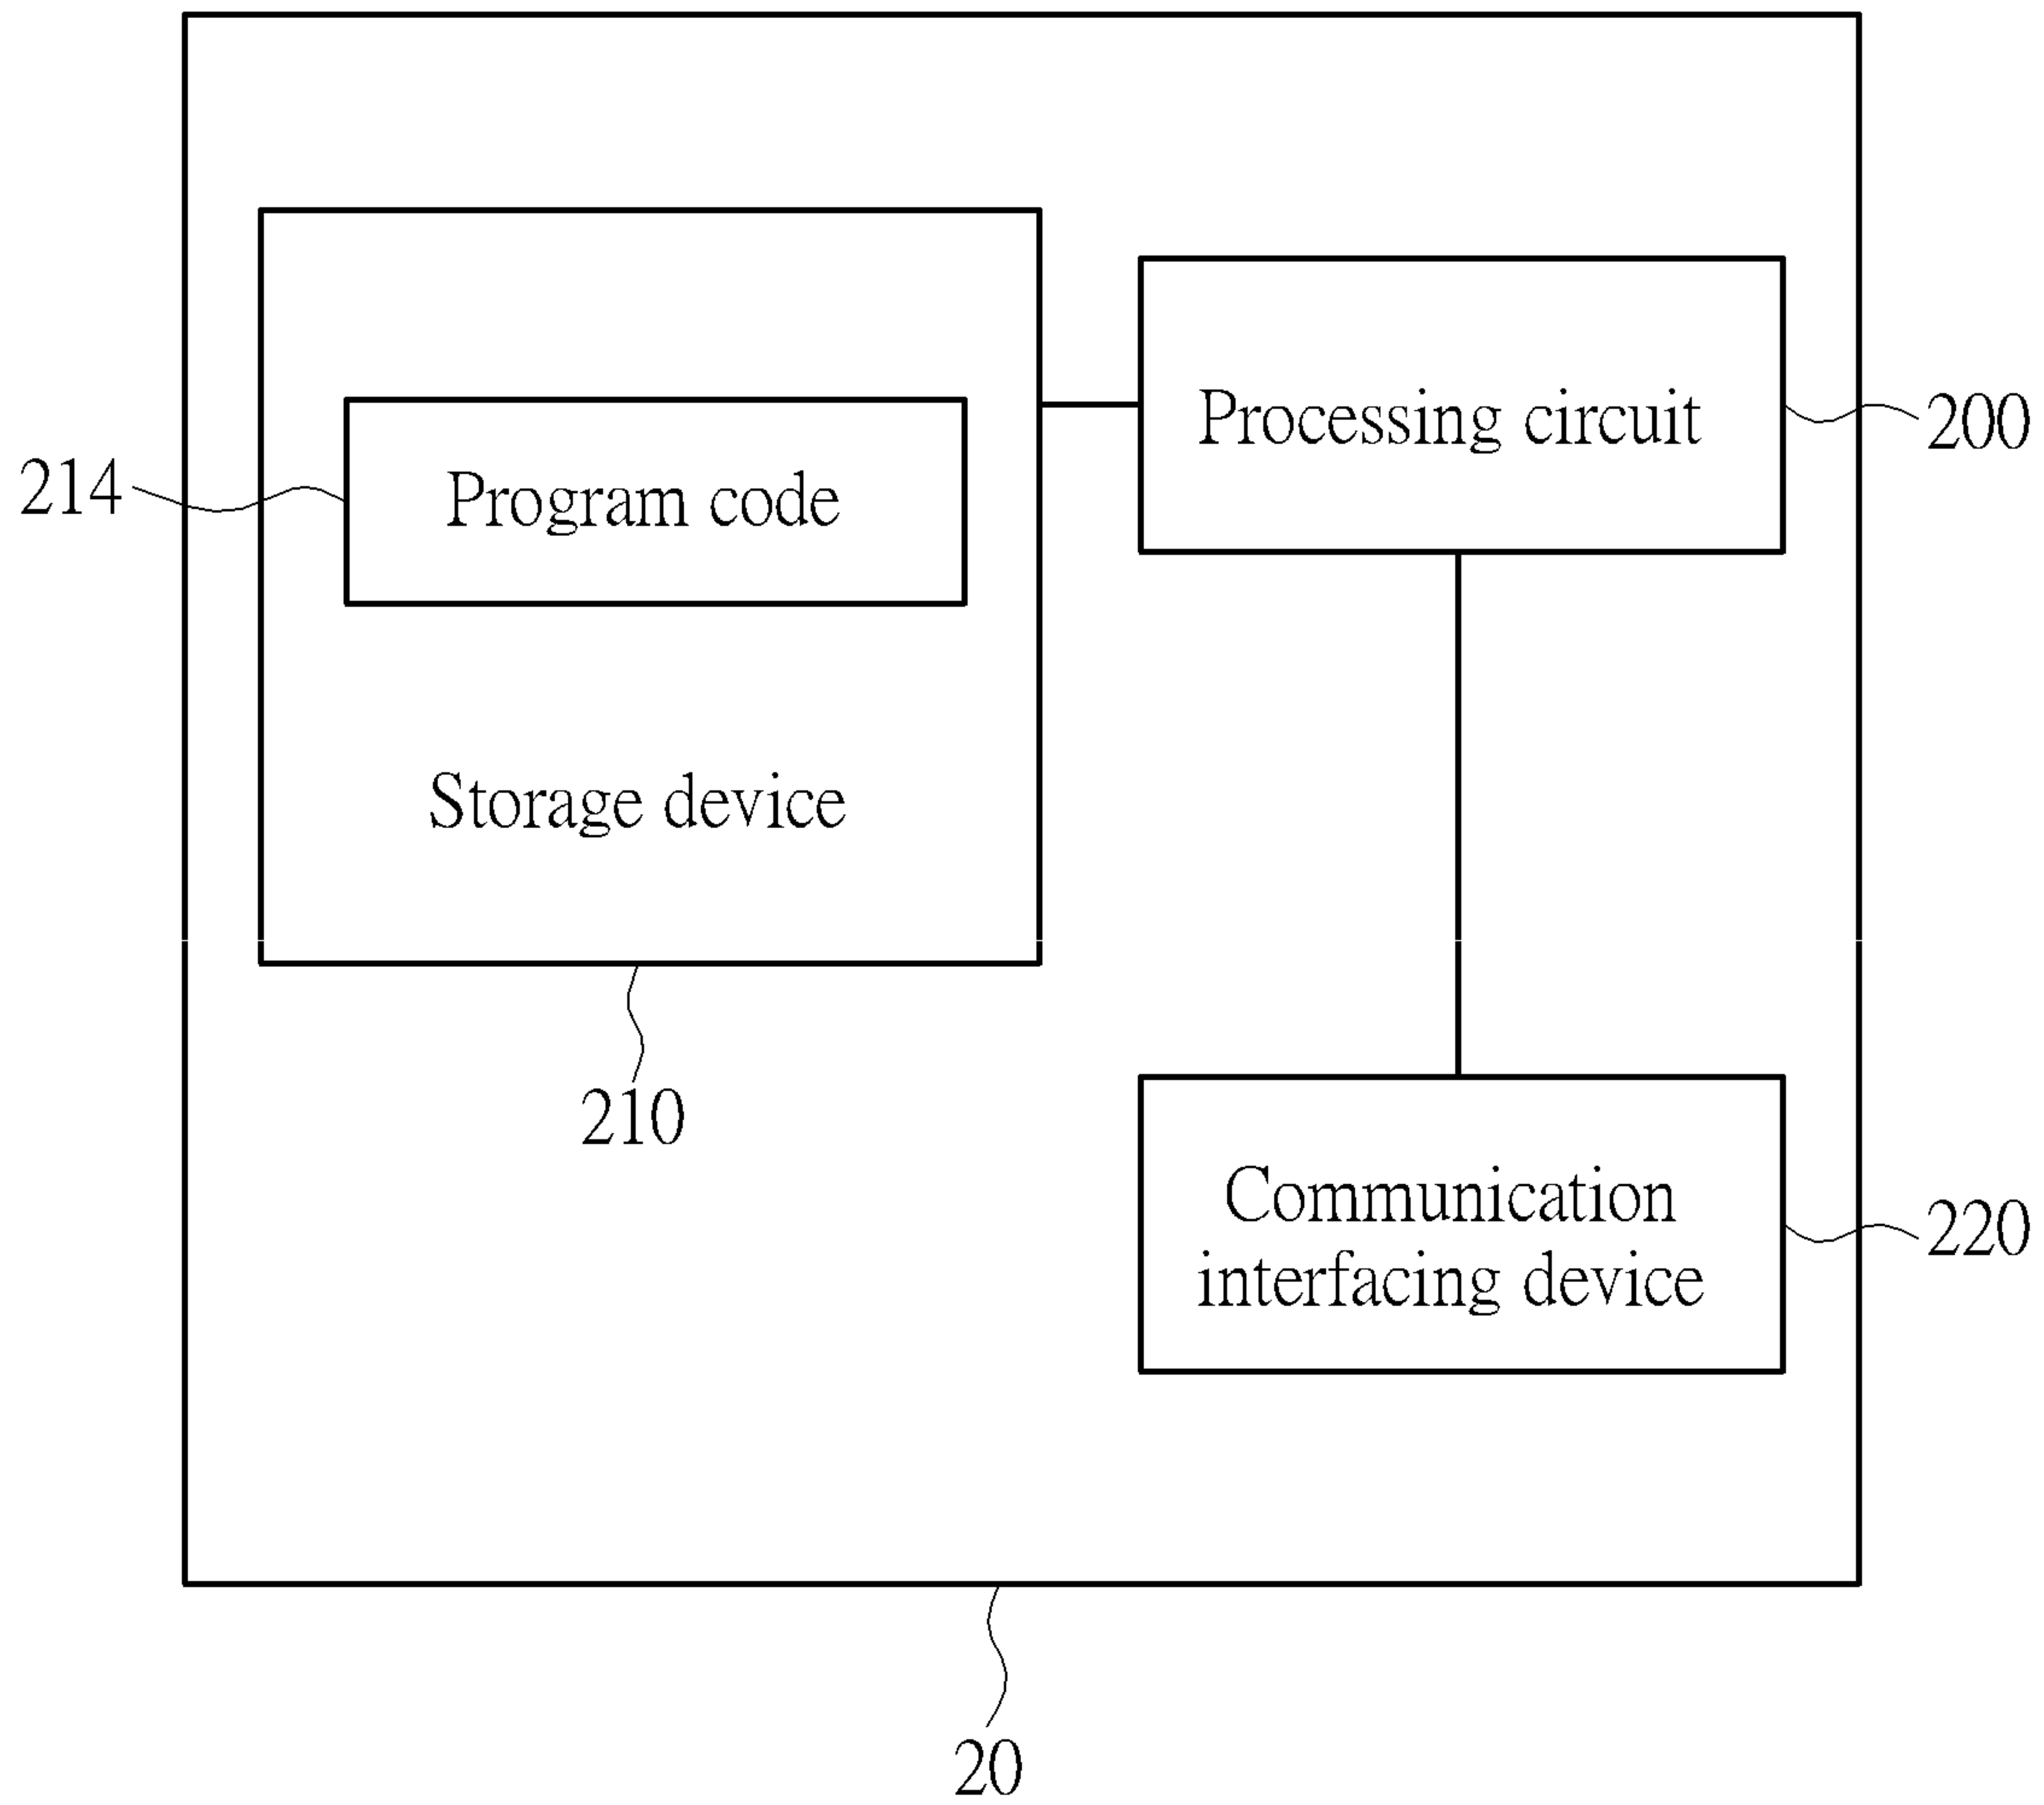 Processing circuit
200
214
Program code
Storage device
210
Communication
interfacing device
220
20